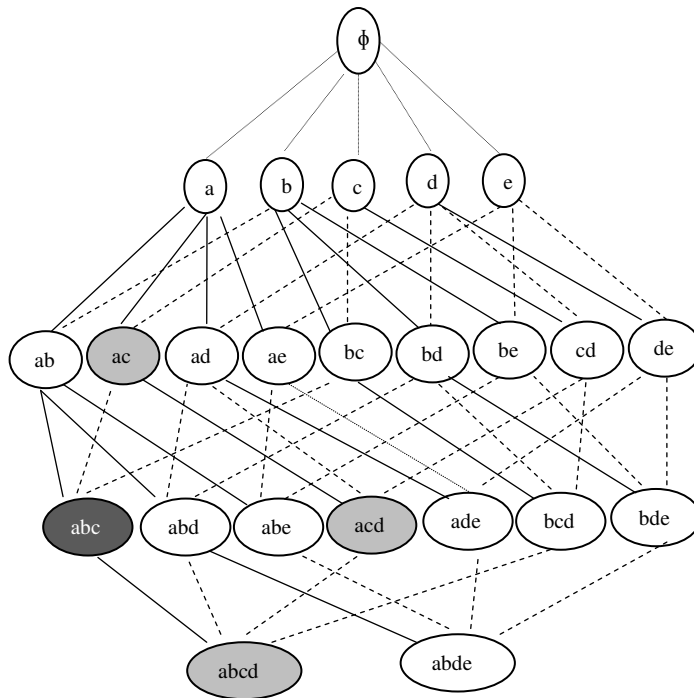 ϕ
a b c d e
ab ac ad ae bc bd be cd de
abc abd abe acd ade bcd bde
abcd abde